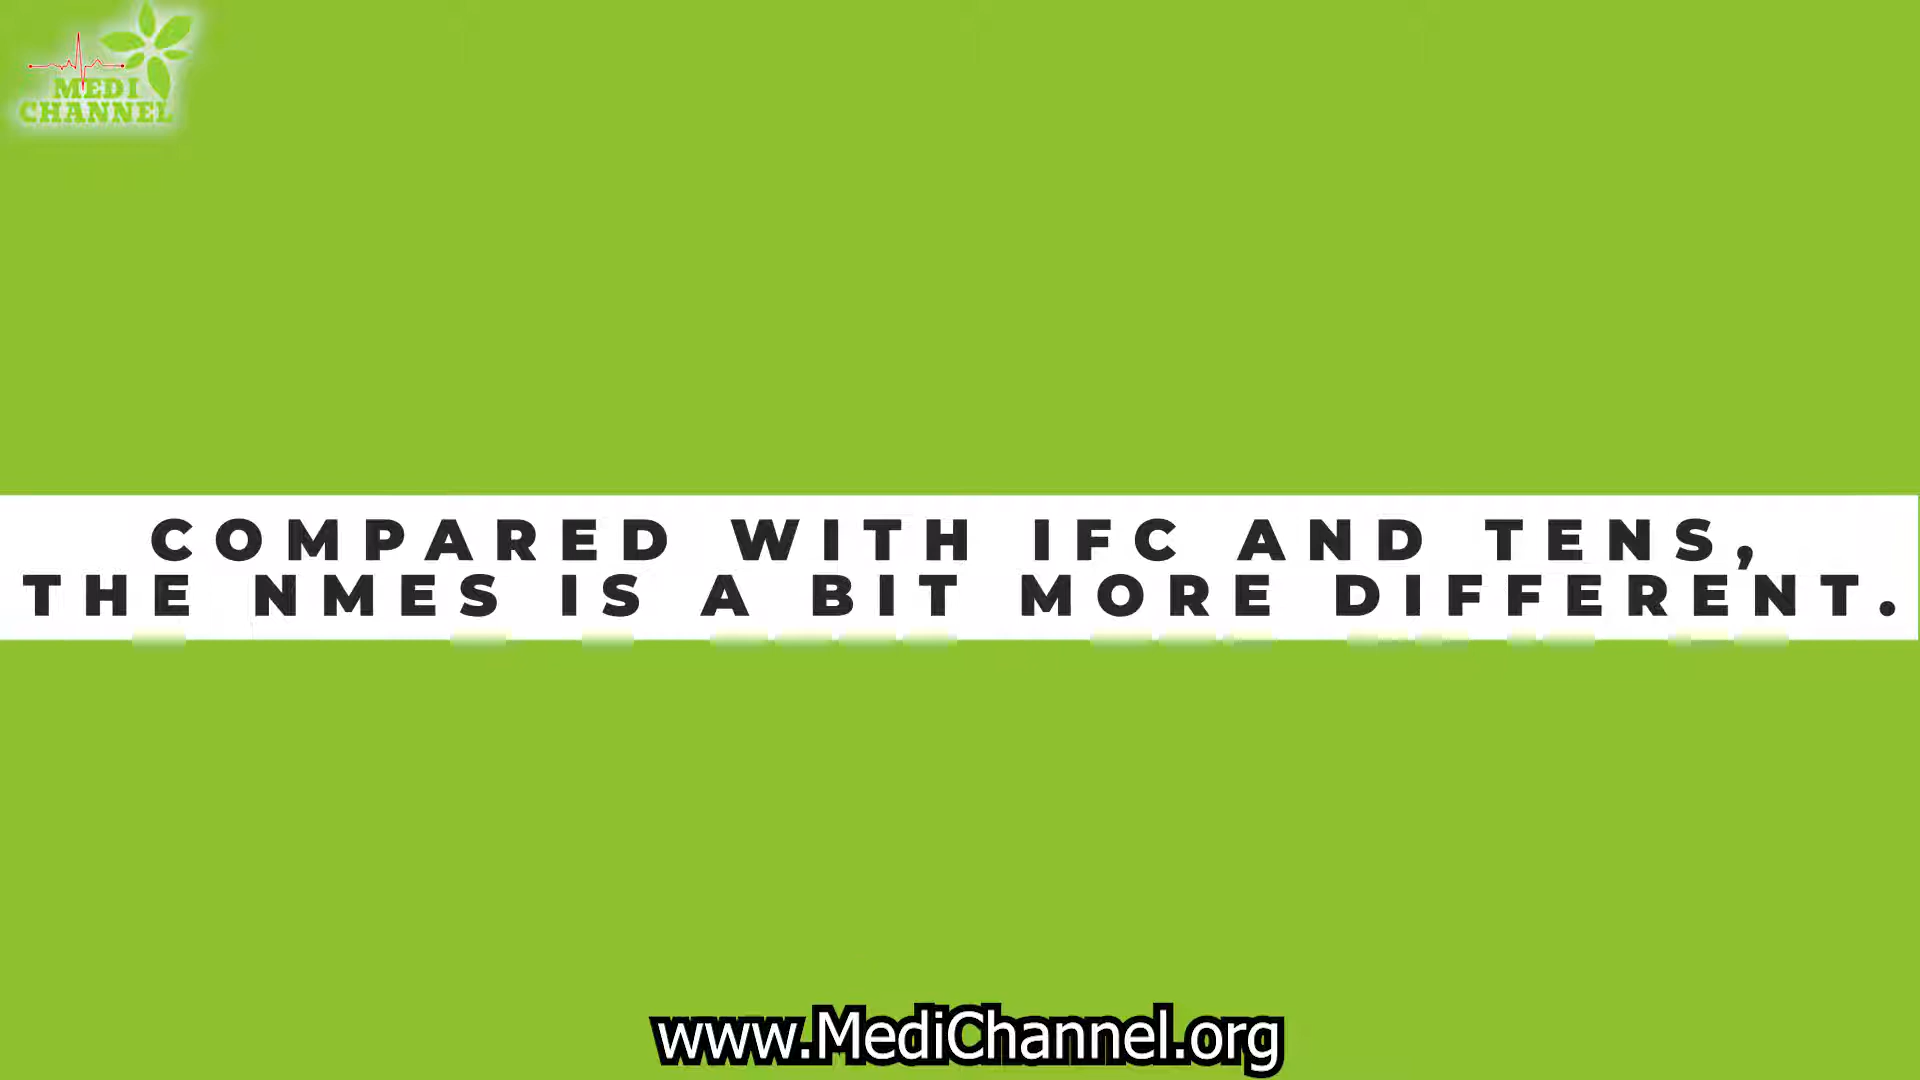 MEDI
CHANNEL
COMPARED WITH IFC AND TENS,
THE NMES IS A BIT MORE DIFFERENT.
www.MediChannel.org